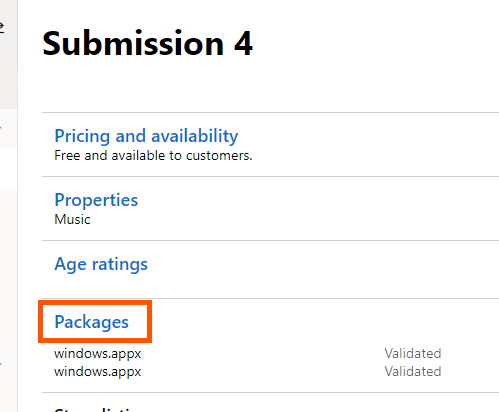 Submission 4
Pricing and availability
Free and available to customers.
Properties
Music
Age ratings
Packages
windows.appx Validated
windows.appx Validated